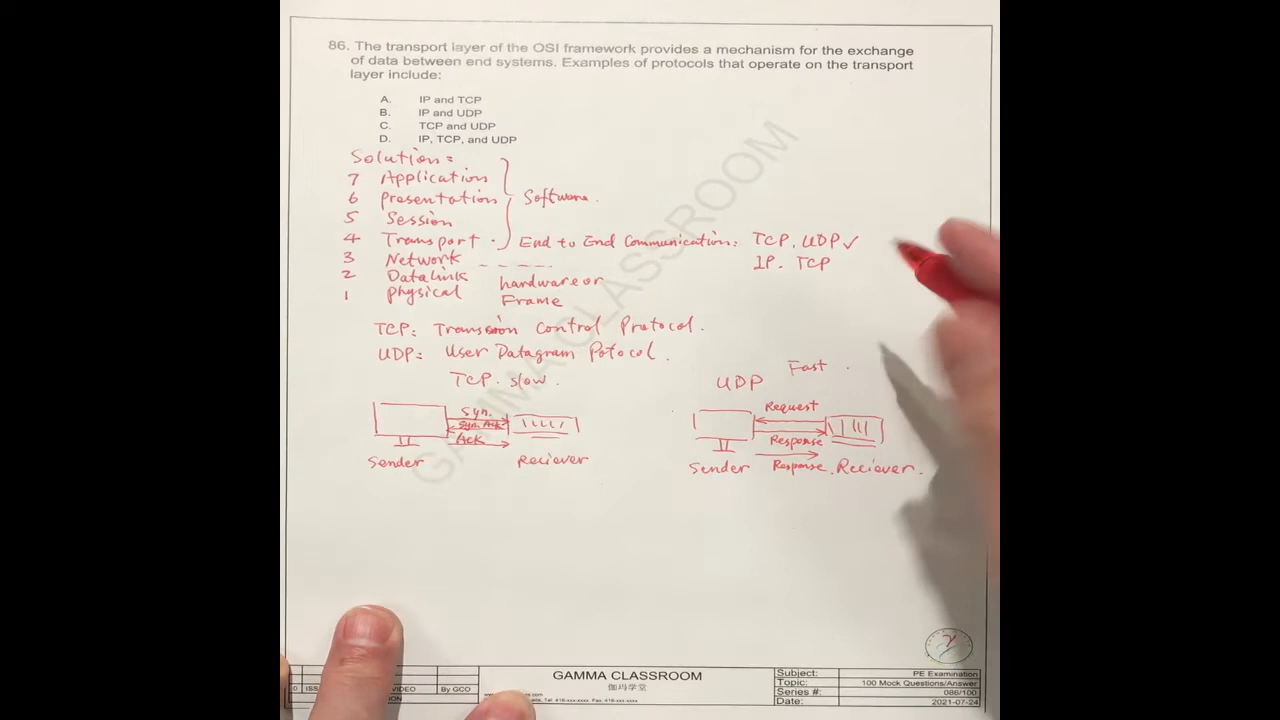 86. The transport layer of the OSI framework provides a mechanism for the exchange
of data between end systems. Examples of protocols that operate on the transport
layer include:
A. IP and TCP
B. IP and UDP
C. TCP and UDP
D. IP, TCP, and UDP
Solution:
7 Application
6 presentation Software.
5 Session
4 Transport. End to End Communication: TCP. UDP✓
3 Network IP. TCP
2 DataLink hardware or
1 physical Frame
TCP: Control Protocol.
UDP: User Datagram Potocol.
TCP. slow. UDP Fast.
Syn. Request
Syn. Ack
Ack Response
Sender Reciever Sender Response. Reciever.
GAMMA CLASSROOM
GAMMA CLASSROOM
伽玛学堂
0 VIDEO By GCO
Subject: PE Examination
Topic: 100 Mock Questions/Answer
Series #: 086/100
Date: 2021-07-24